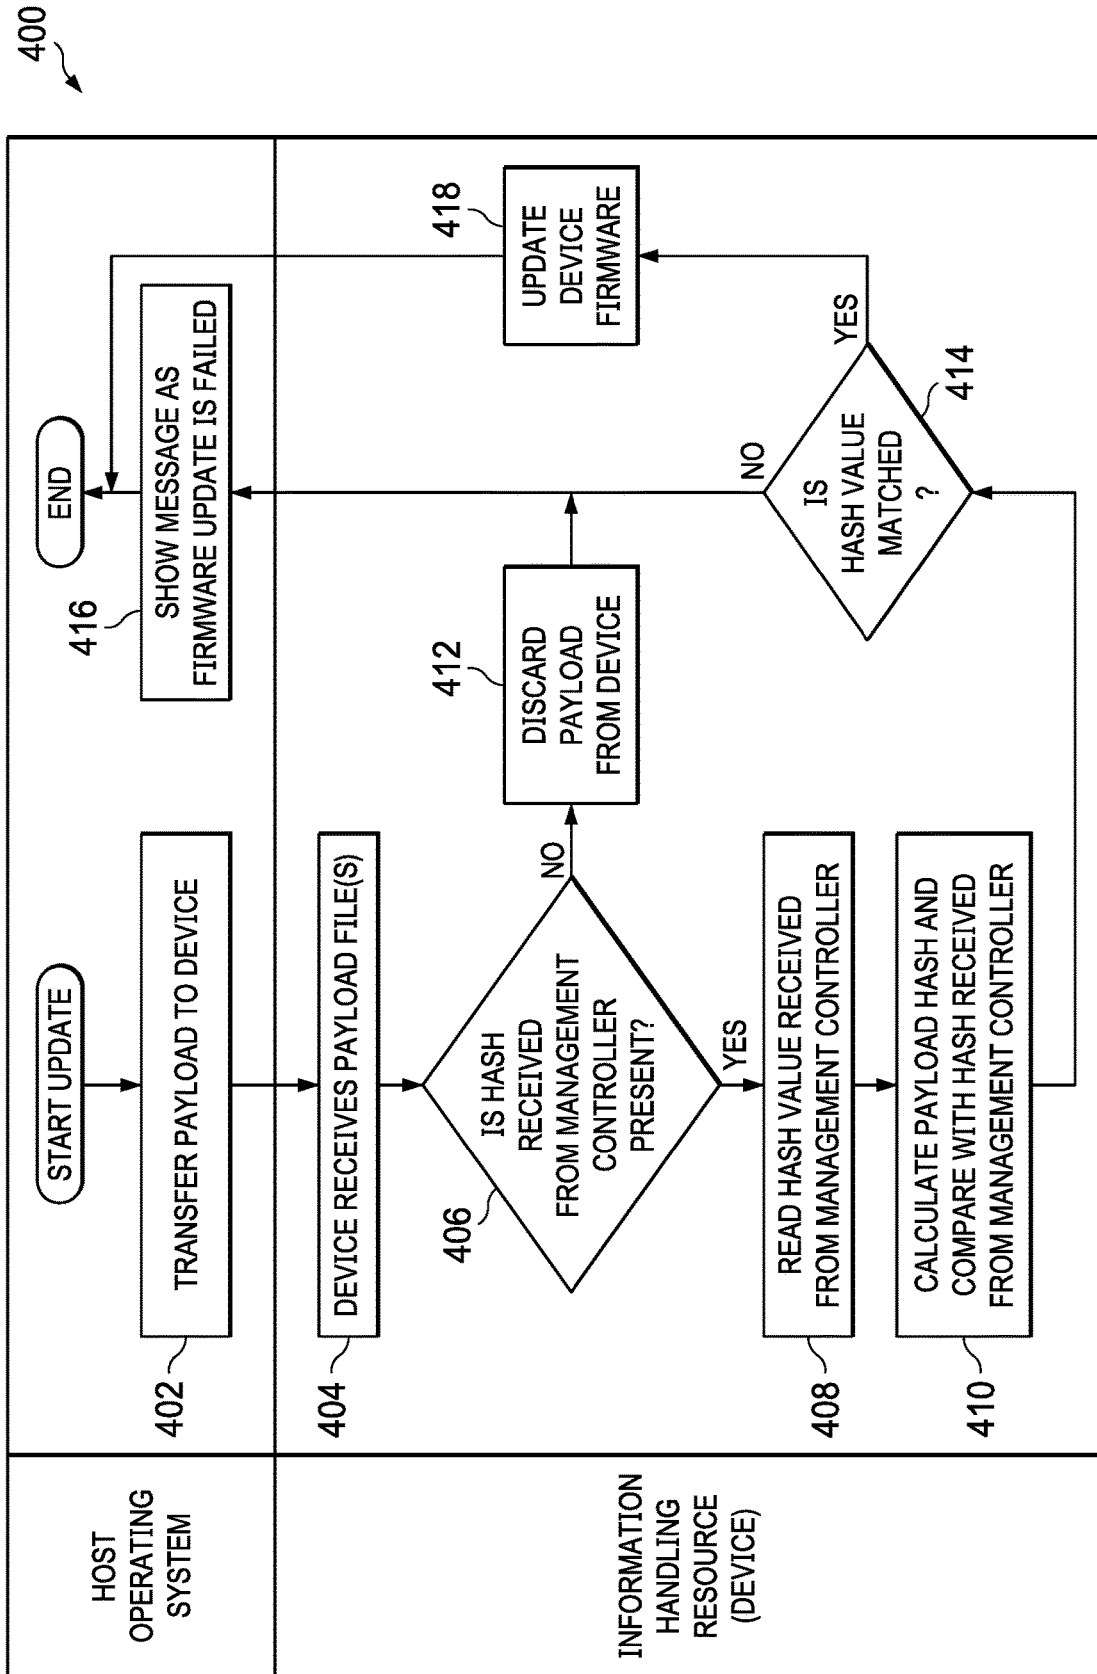 400
HOST
OPERATING
SYSTEM
START UPDATE
402
TRANSFER PAYLOAD TO DEVICE
END
416
SHOW MESSAGE AS
FIRMWARE UPDATE IS FAILED
INFORMATION
HANDLING
RESOURCE
(DEVICE)
404
DEVICE RECEIVES PAYLOAD FILE(S)
406
IS HASH
RECEIVED
FROM MANAGEMENT
CONTROLLER
PRESENT?
NO
YES
412
DISCARD
PAYLOAD
FROM DEVICE
418
UPDATE
DEVICE
FIRMWARE
408
READ HASH VALUE RECEIVED
FROM MANAGEMENT CONTROLLER
410
CALCULATE PAYLOAD HASH AND
COMPARE WITH HASH RECEIVED
FROM MANAGEMENT CONTROLLER
NO
YES
IS
HASH VALUE
MATCHED
?
414